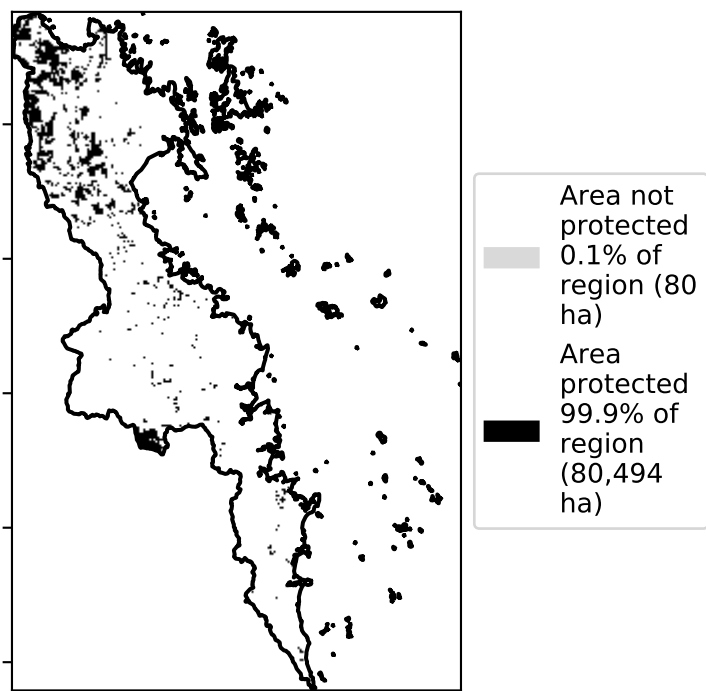 Area not
protected
0.1% of
region (80
ha)
Area
protected
99.9% of
region
(80,494
ha)